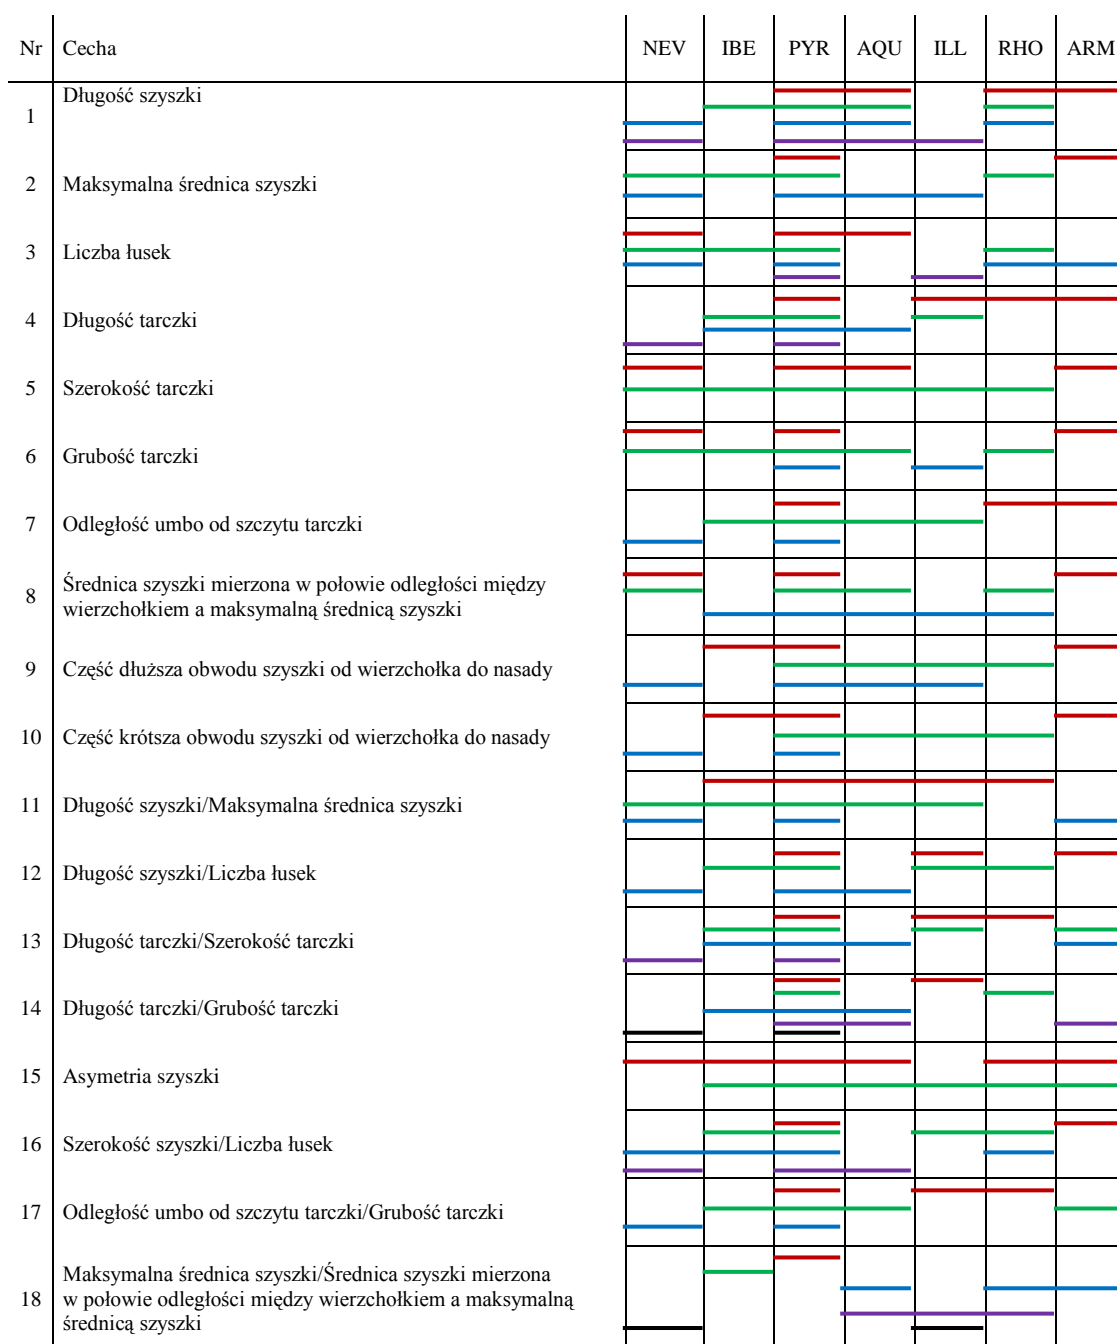 Nr Cecha NEV IBE PYR AQU ILL RHO ARM
1 Długość szyszki
2 Maksymalna średnica szyszki
3 Liczba łusek
4 Długość tarczki
5 Szerokość tarczki
6 Grubość tarczki
7 Odległość umbo od szczytu tarczki
8 Średnica szyszki mierzona w połowie odległości między
wierzchołkiem a maksymalną średnicą szyszki
9 Część dłuższa obwodu szyszki od wierzchołka do nasady
10 Część krótsza obwodu szyszki od wierzchołka do nasady
11 Długość szyszki/Maksymalna średnica szyszki
12 Długość szyszki/Liczba łusek
13 Długość tarczki/Szerokość tarczki
14 Długość tarczki/Grubość tarczki
15 Asymetria szyszki
16 Szerokość szyszki/Liczba łusek
17 Odległość umbo od szczytu tarczki/Grubość tarczki
18 Maksymalna średnica szyszki/Średnica szyszki mierzona
w połowie odległości między wierzchołkiem a maksymalną
średnicą szyszki